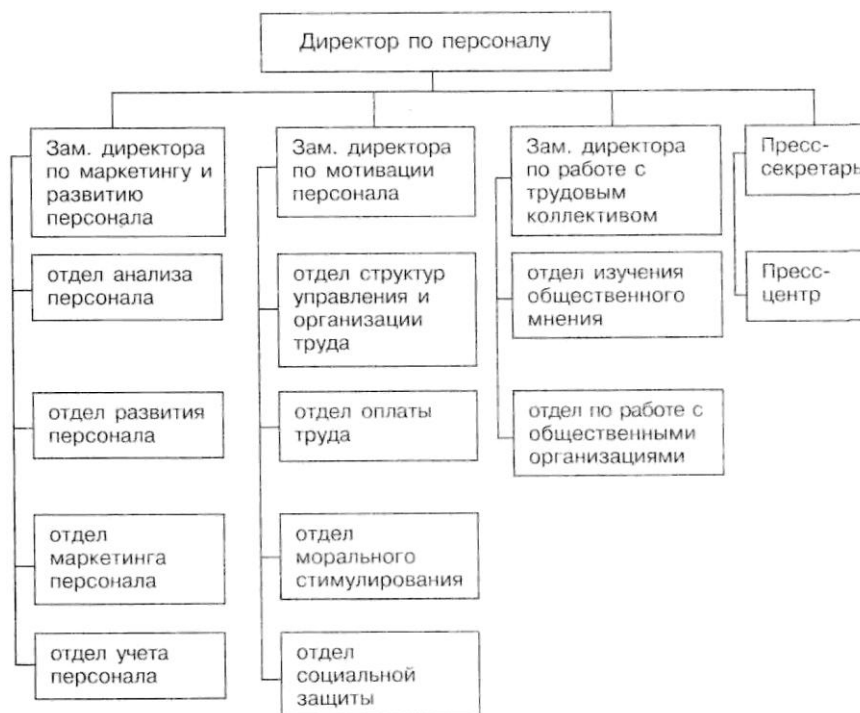 Директор по персоналу
Зам. директора
по маркетингу и
развитию
персонала
отдел анализа
персонала
отдел развития
персонала
отдел
маркетинга
персонала
отдел учета
персонала
Зам. директора
по мотивации
персонала
отдел структур
управления и
организации
труда
отдел оплаты
труда
отдел
морального
стимулирования
отдел
социальной
защиты
Зам. директора
по работе с
трудовым
коллективом
отдел изучения
общественного
мнения
отдел по работе с
общественными
организациями
Пресс-
секретарь
Пресс-
центр